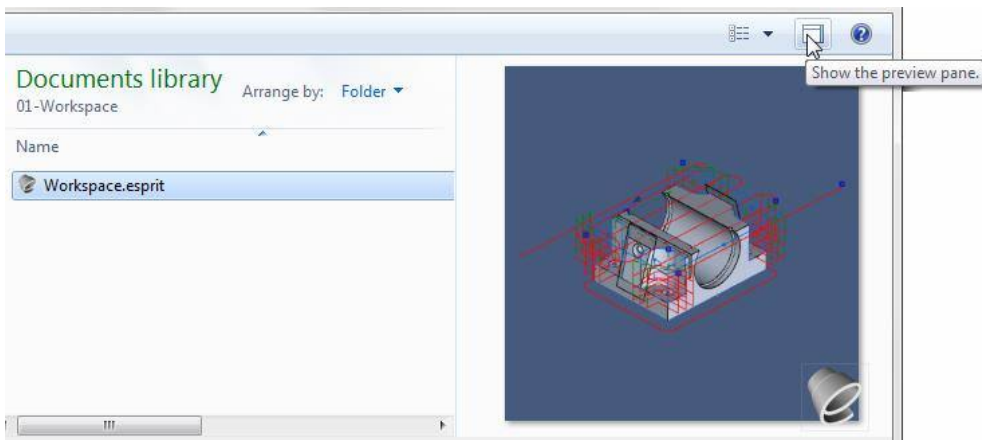 Show the preview pane.
Documents library
01-Workspace
Arrange by: Folder
Name
Workspace.esprit